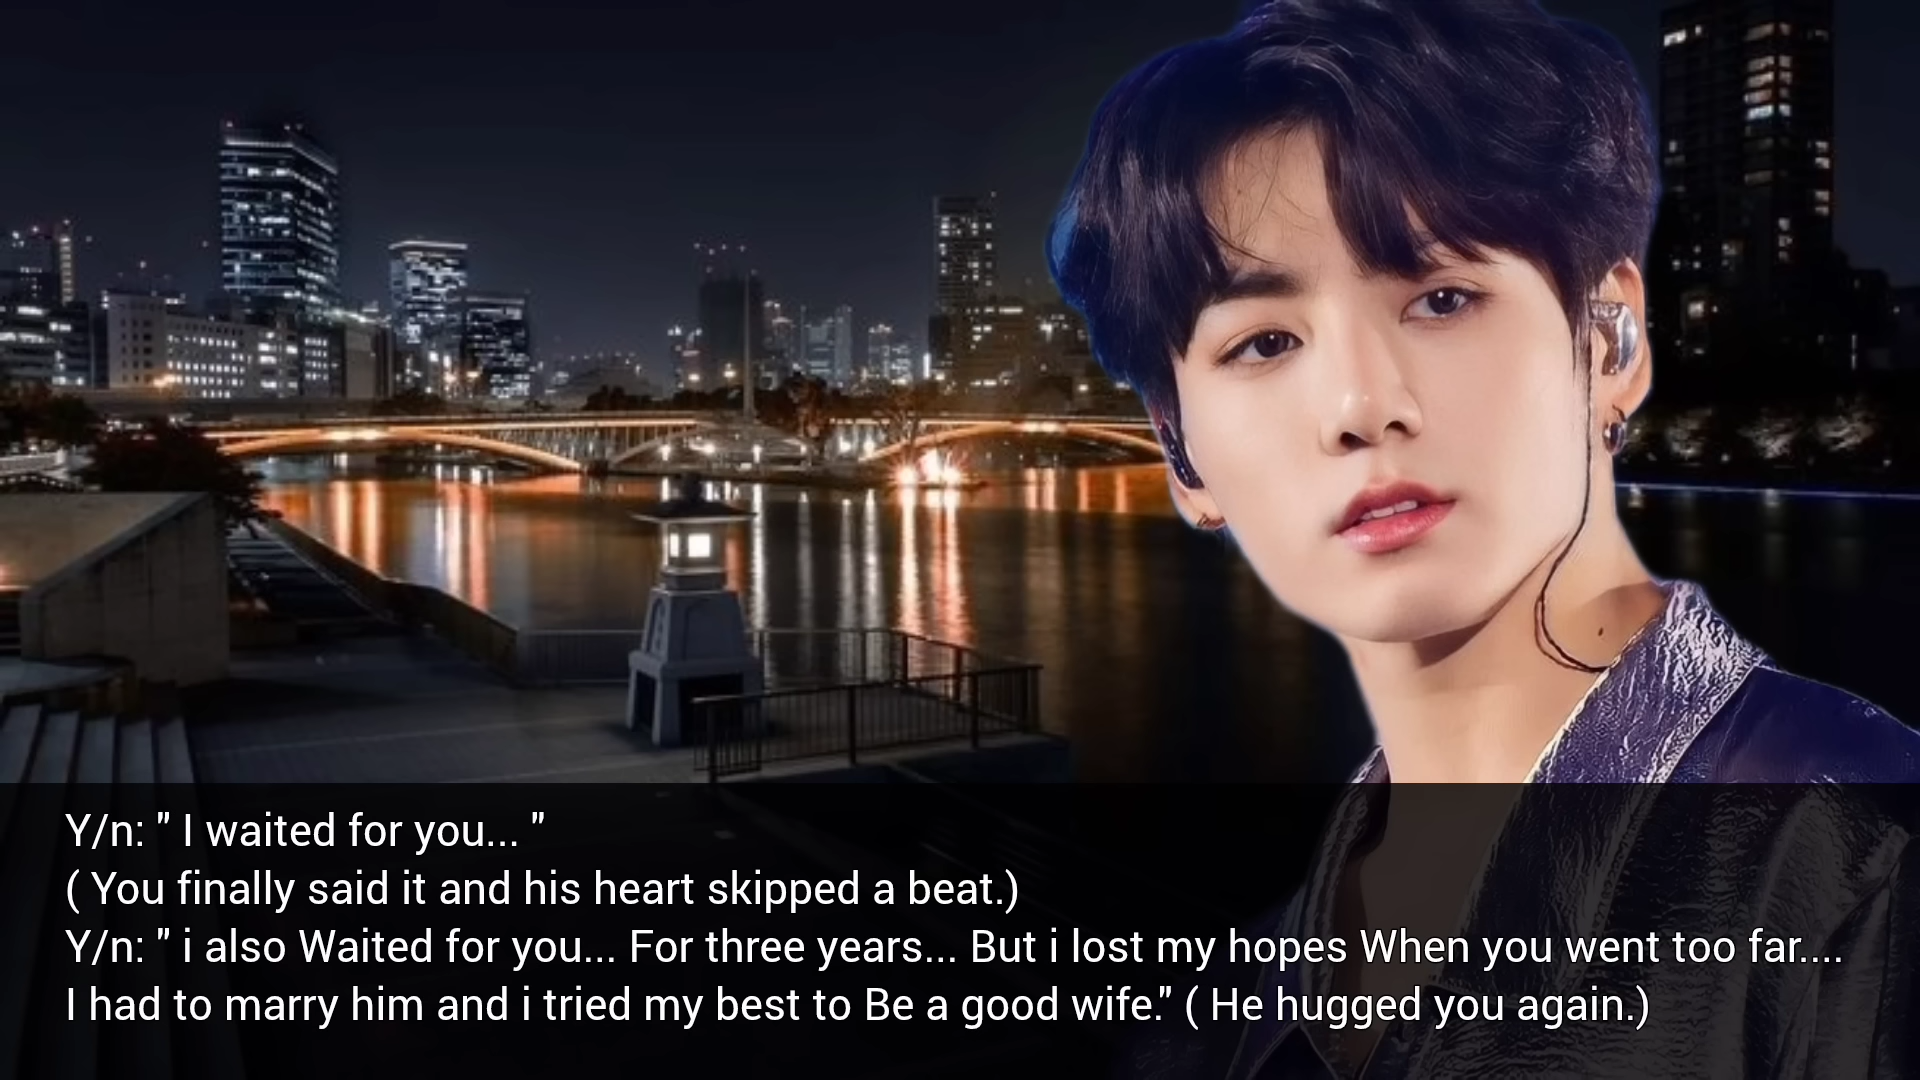 Y/n: " I waited for you... "
( You finally said it and his heart skipped a beat.)
Y/n: " i also Waited for you... For three years... But i lost my hopes When you went too far....
I had to marry him and i tried my best to Be a good wife." ( He hugged you again.)